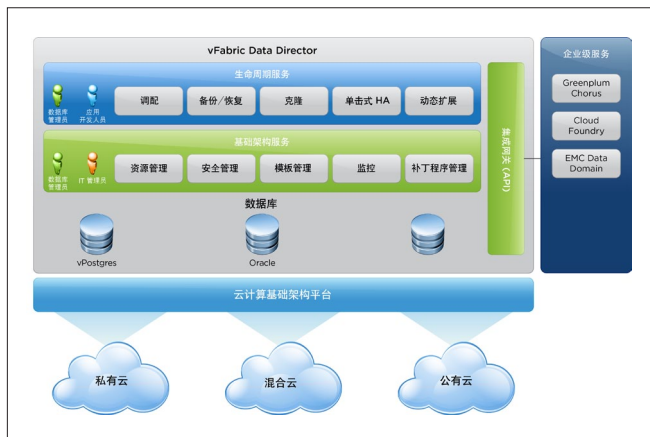 vFabric Data Director
生命周期服务
数据库
管理员
应用
开发人员
调配
备份/恢复
克隆
单击式 HA
动态扩展
基础架构服务
数据库
管理员
IT 管理员
资源管理
安全管理
模板管理
监控
补丁程序管理
集成网关 (API)
数据库
vPostgres
Oracle
企业级服务
Greenplum
Chorus
Cloud
Foundry
EMC Data
Domain
云计算基础架构平台
私有云
混合云
公有云